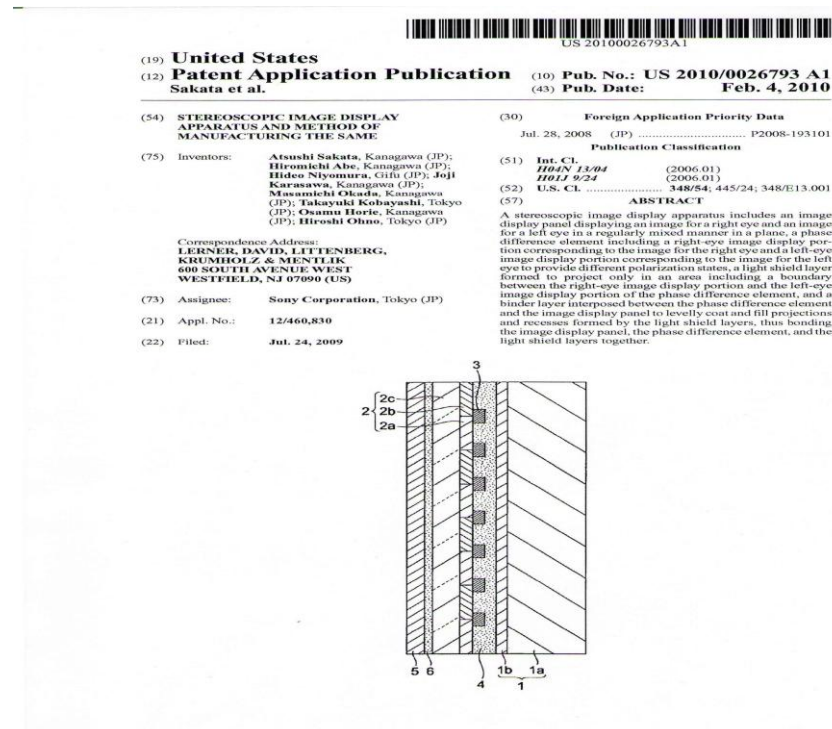 US 20100026793A1
(19) United States
(12) Patent Application Publication
Sakata et al.
(10) Pub. No.: US 2010/0026793 A1
(43) Pub. Date: Feb. 4, 2010
(54) STEREOSCOPIC IMAGE DISPLAY
APPARATUS AND METHOD OF
MANUFACTURING THE SAME
(75) Inventors: Atsushi Sakata, Kanagawa (JP);
Hiromichi Abe, Kanagawa (JP);
Hideo Niyomura, Gifu (JP); Joji
Karasawa, Kanagawa (JP);
Masamichi Okada, Kanagawa
(JP); Takayuki Kobayashi, Tokyo
(JP); Osamu Horie, Kanagawa
(JP); Hiroshi Ohno, Tokyo (JP)
Correspondence Address:
LERNER, DAVID, LITTENBERG,
KRUMHOLZ & MENTLIK
600 SOUTH AVENUE WEST
WESTFIELD, NJ 07090 (US)
(73) Assignee: Sony Corporation, Tokyo (JP)
(21) Appl. No.: 12/460,830
(22) Filed: Jul. 24, 2009
(30) Foreign Application Priority Data
Jul. 28, 2008 (JP) ................................ P2008-193101
Publication Classification
(51) Int. Cl.
H04N 13/04 (2006.01)
H01J 9/24 (2006.01)
(52) U.S. Cl. ...................... 348/54; 445/24; 348/E13.001
(57) ABSTRACT
A stereoscopic image display apparatus includes an image
display panel displaying an image for a right eye and an image
for a left eye in a regularly mixed manner in a plane, a phase
difference element including a right-eye image display por-
tion corresponding to the image for the right eye and a left-eye
image display portion corresponding to the image for the left
eye to provide different polarization states, a light shield layer
formed to project only in an area including a boundary
between the right-eye image display portion and the left-eye
image display portion of the phase difference element, and a
binder layer interposed between the phase difference element
and the image display panel to levelly coat and fill projections
and recesses formed by the light shield layers, thus bonding
the image display panel, the phase difference element, and the
light shield layers together.
3
2c
2 2b
2a
5 6 4 1b 1a
1